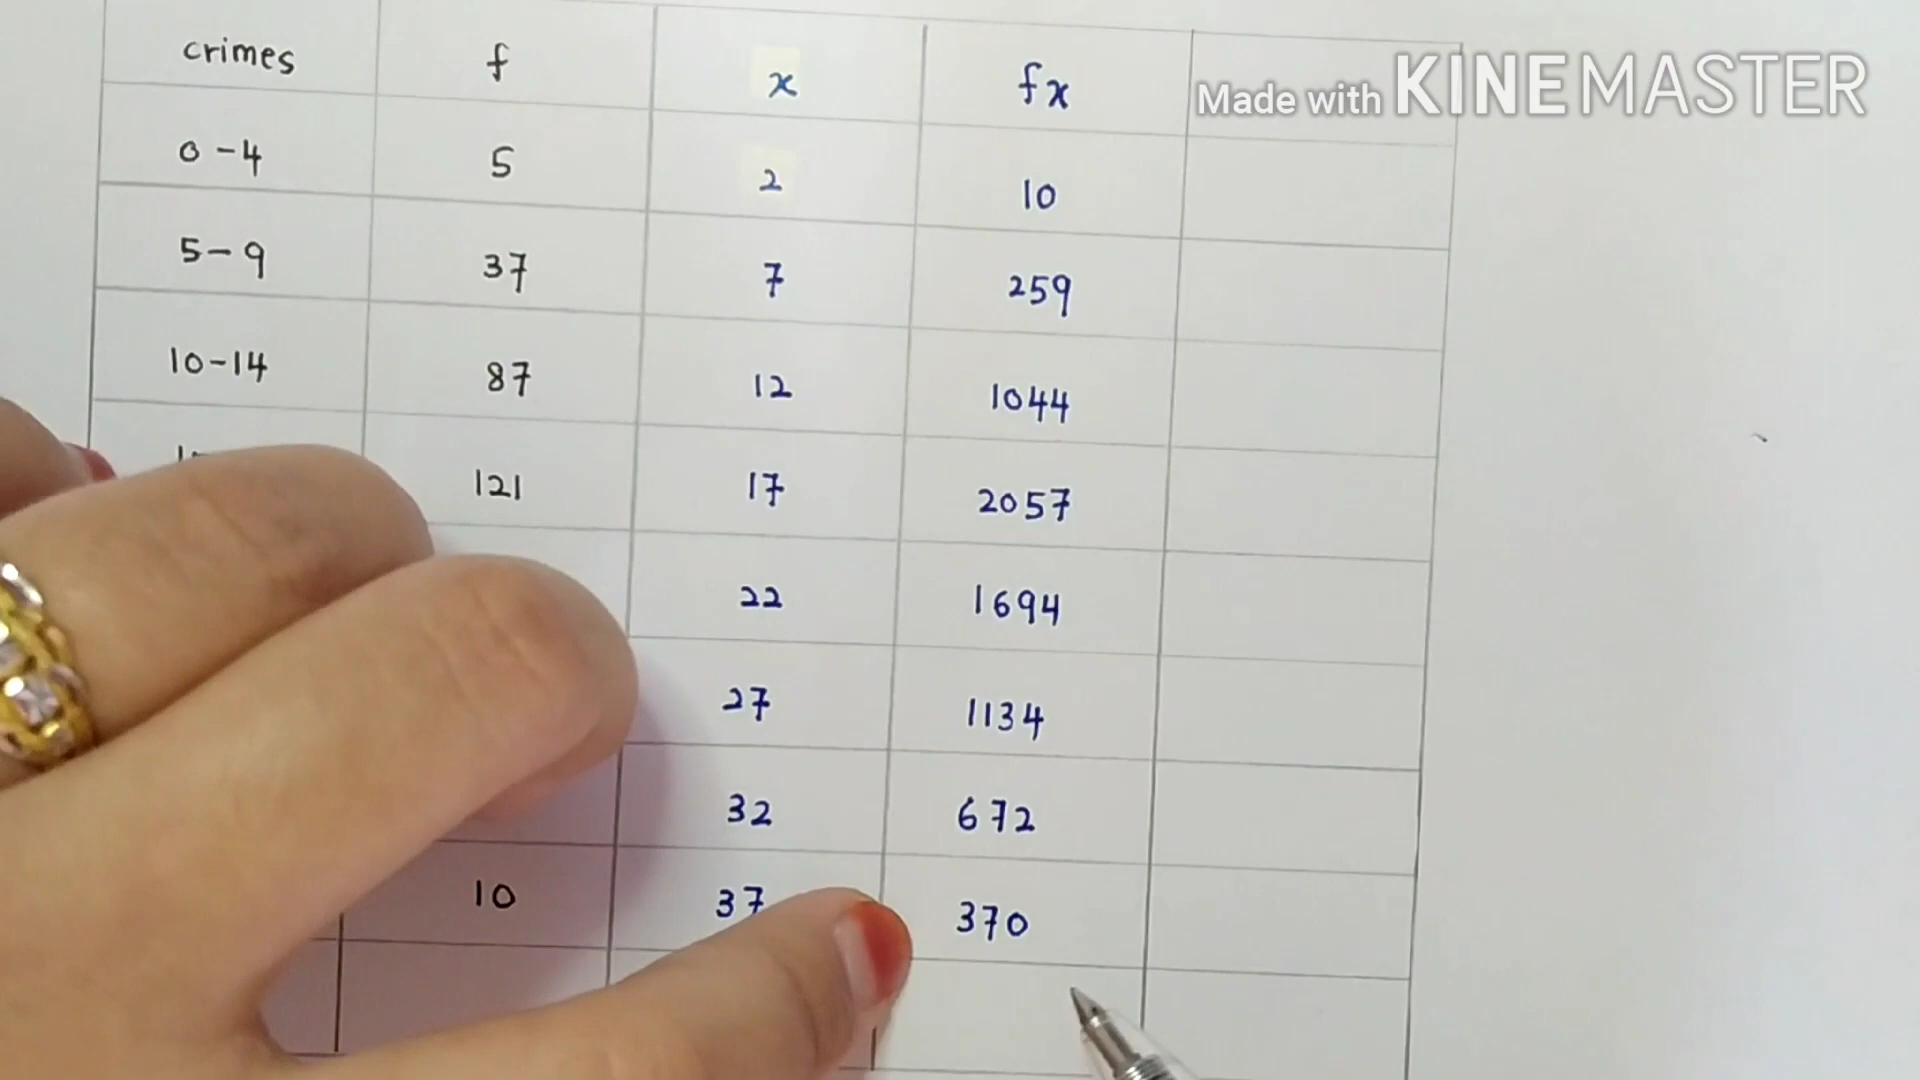 crimes f x fx
Made with KINEMASTER
0-4 5 2 10
5-9 37 7 259
10-14 87 12 1044
121 17 2057
22 1694
27 1134
32 672
10 37 370